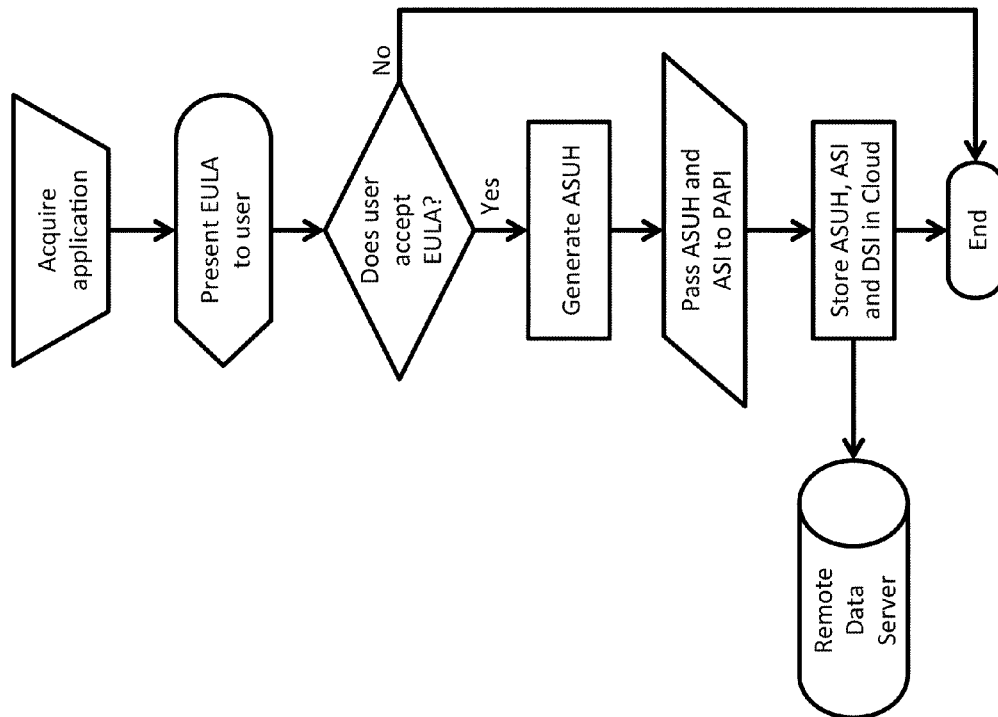 Acquire
application
Present EULA
to user
Does user
accept
EULA?
No
Yes
Generate ASUH
Pass ASUH and
ASI to PAPI
Store ASUH, ASI
and DSI in Cloud
Remote
Data
Server
End